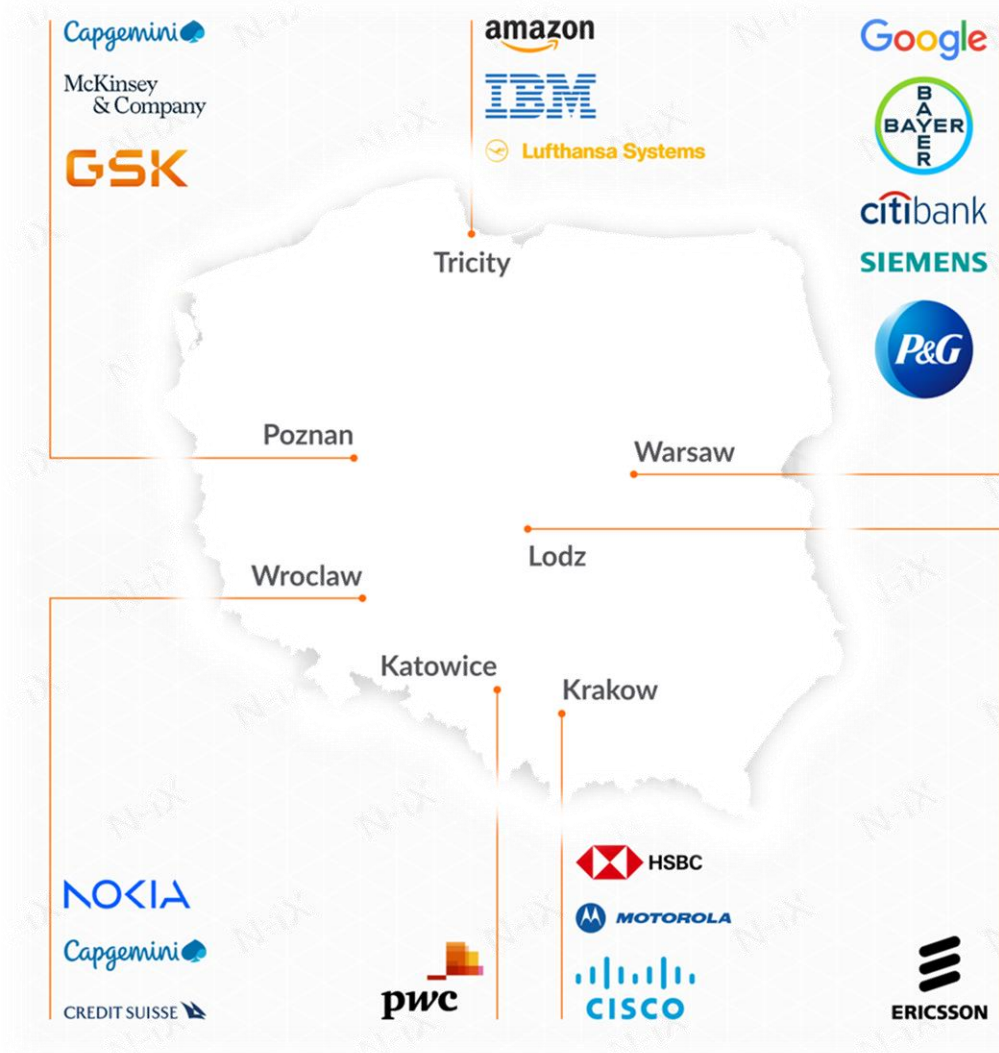 Capgemini
McKinsey
& Company
GSK
amazon
IBM
Lufthansa Systems
Google
BAYER
BAYER
citibank
SIEMENS
P&G
Tricity
Poznan
Warsaw
Lodz
Wroclaw
Katowice
Krakow
NOKIA
Capgemini
CREDIT SUISSE
pwc
HSBC
MOTOROLA
CISCO
ERICSSON
N-iX